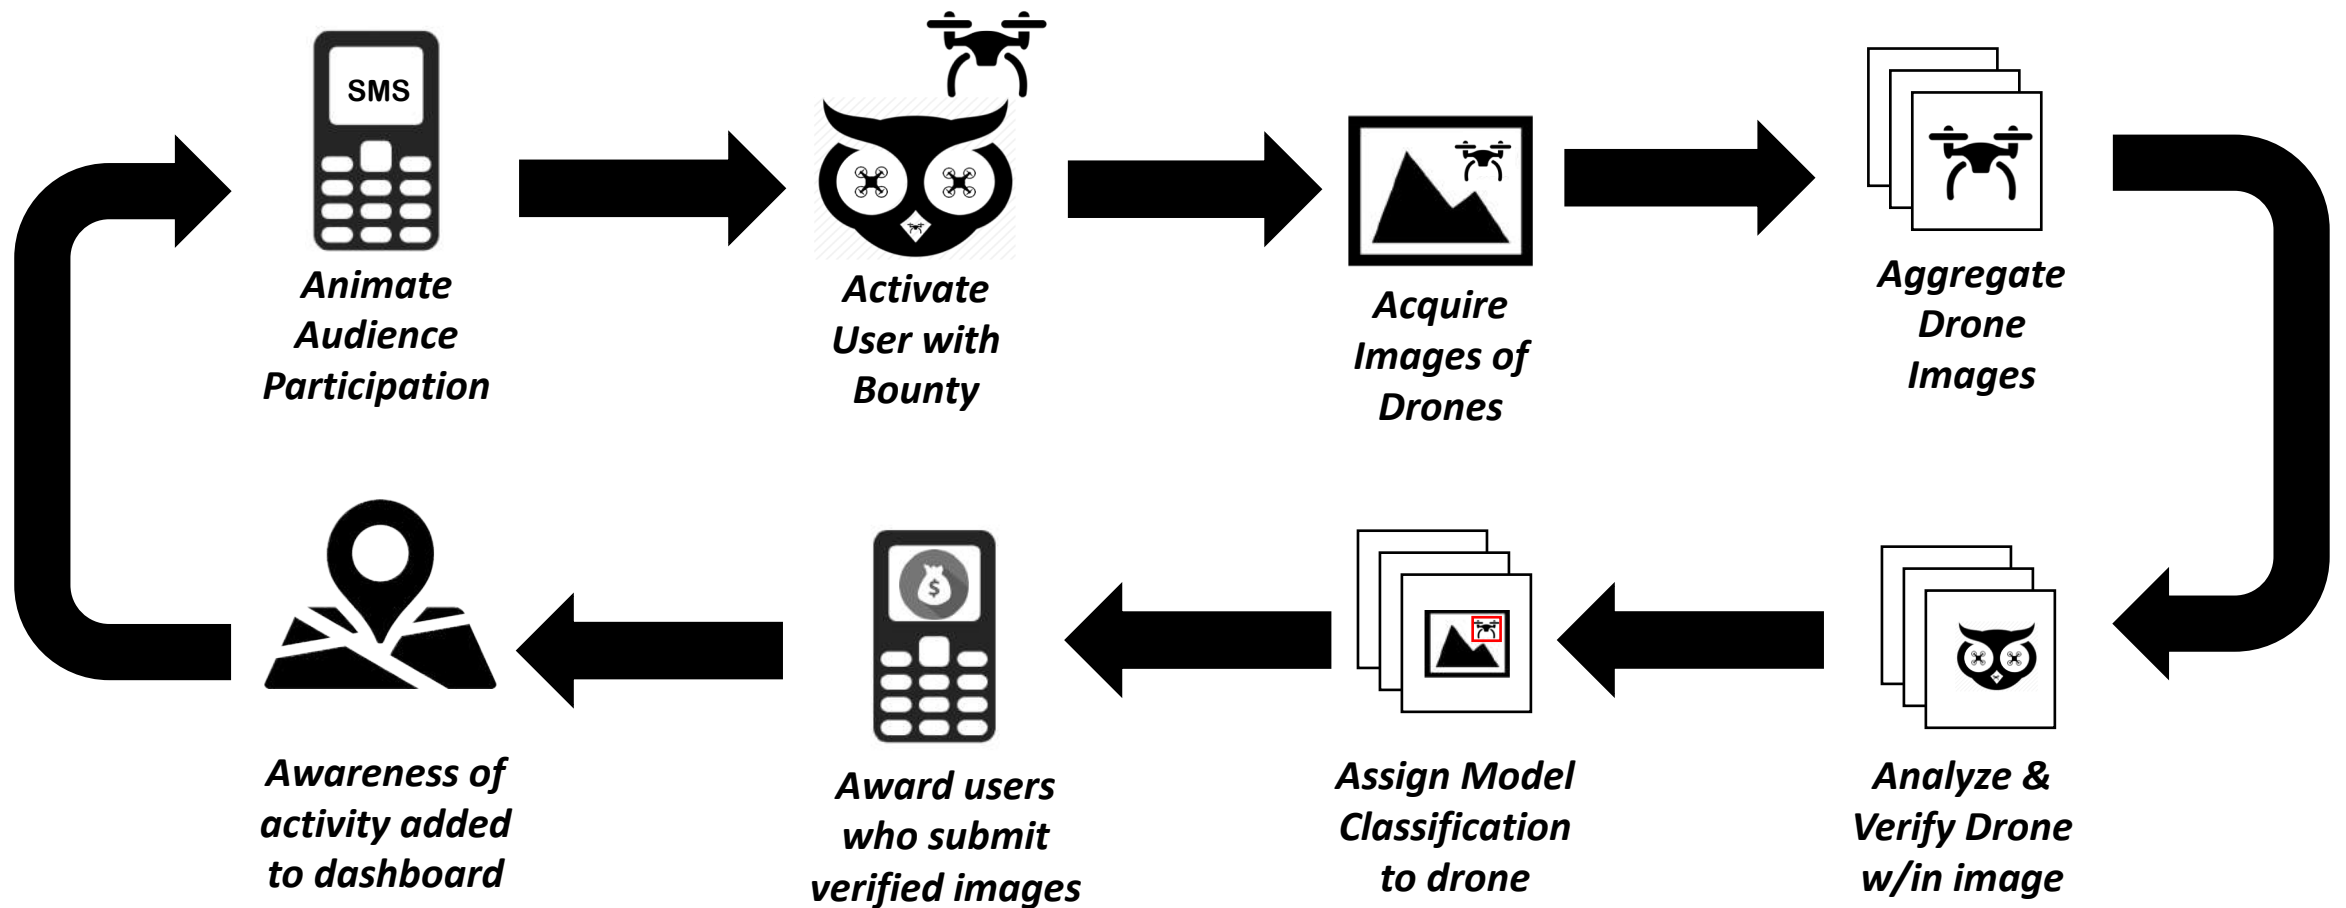 SMS
Animate
Audience
Participation
Activate
User with
Bounty
Acquire
Images of
Drones
Aggregate
Drone
Images
Analyze &
Verify Drone
w/in image
Assign Model
Classification
to drone
$
Award users
who submit
verified images
Awareness of
activity added
to dashboard